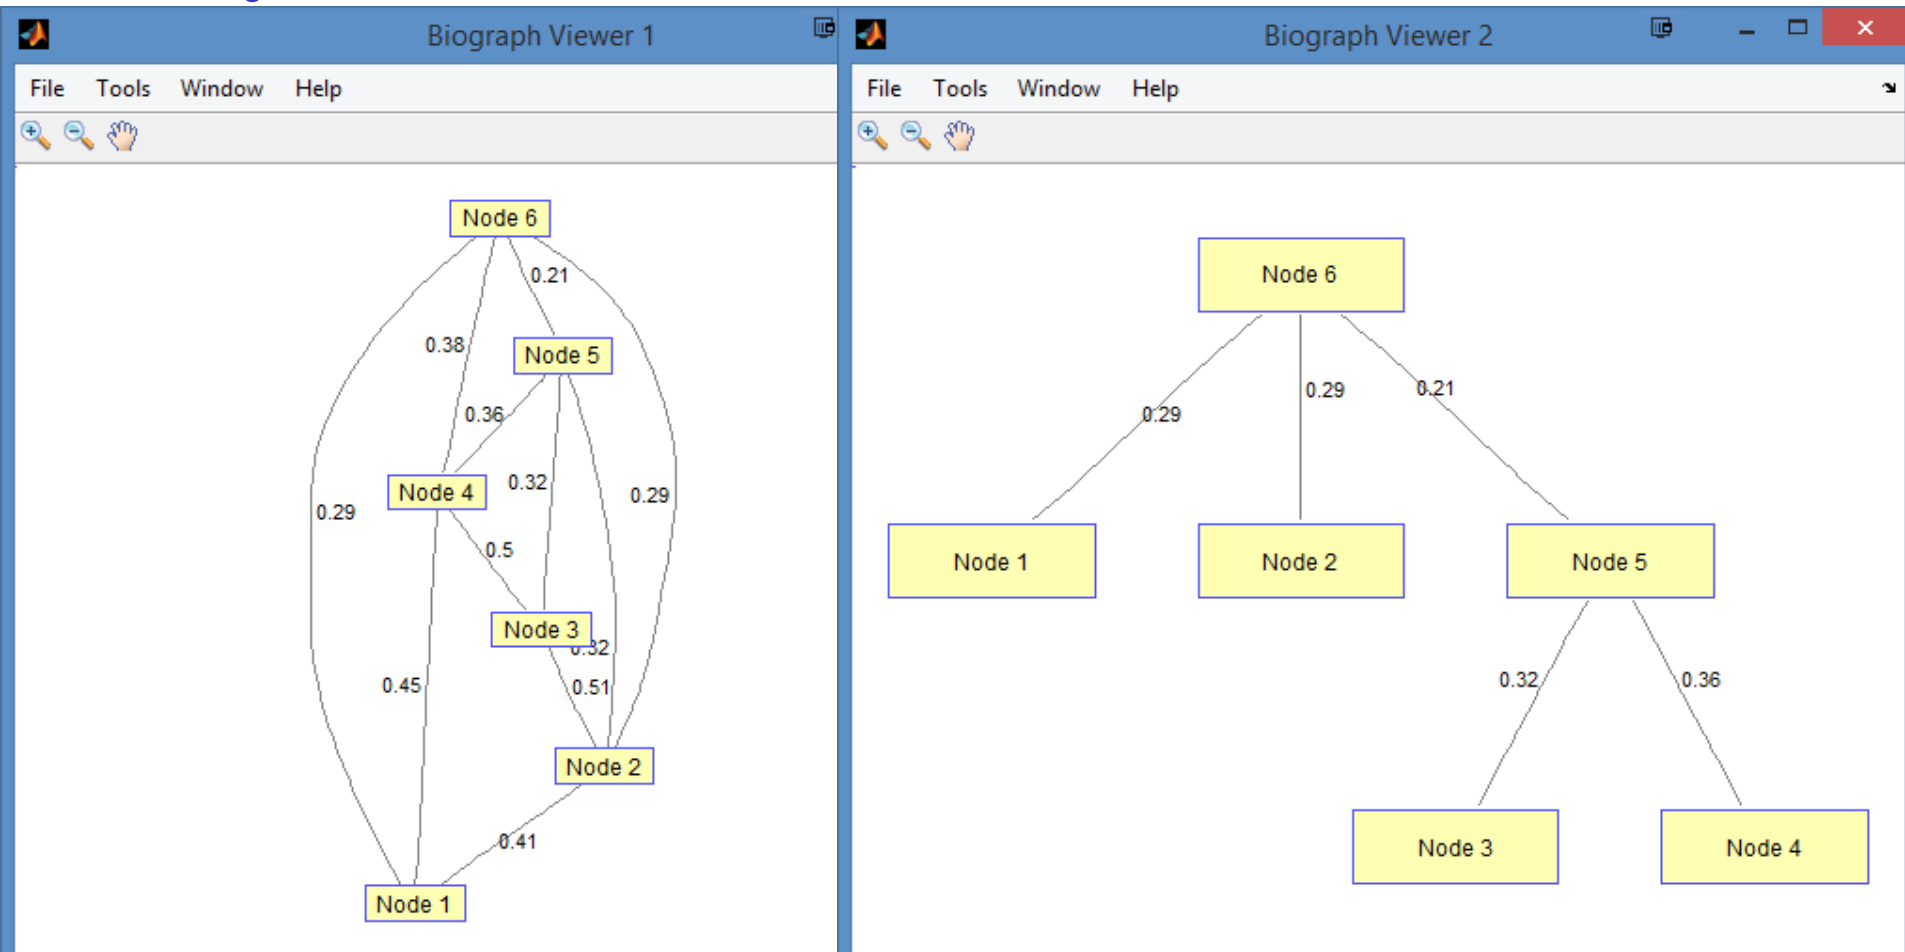 Biograph Viewer 1
File Tools Window Help
Node 6
0.21
0.38
Node 5
0.36
0.32
Node 4
0.29
0.29
0.5
Node 3
0.32
0.45
0.51
Node 2
0.41
Node 1
Biograph Viewer 2
File Tools Window Help
Node 6
0.29
0.29
0.21
Node 1
Node 2
Node 5
0.32
0.36
Node 3
Node 4